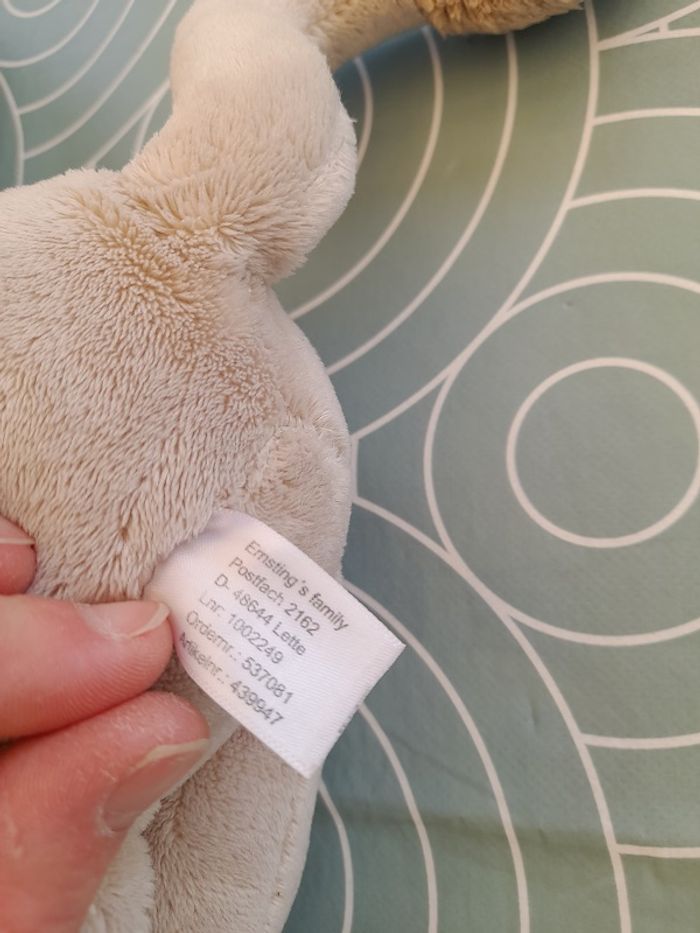 Ernsting´s family
Postfach 2162
D- 48644 Lette
Lnr: 1002249
Ordernr.: 537081
Artikelnr.: 439947